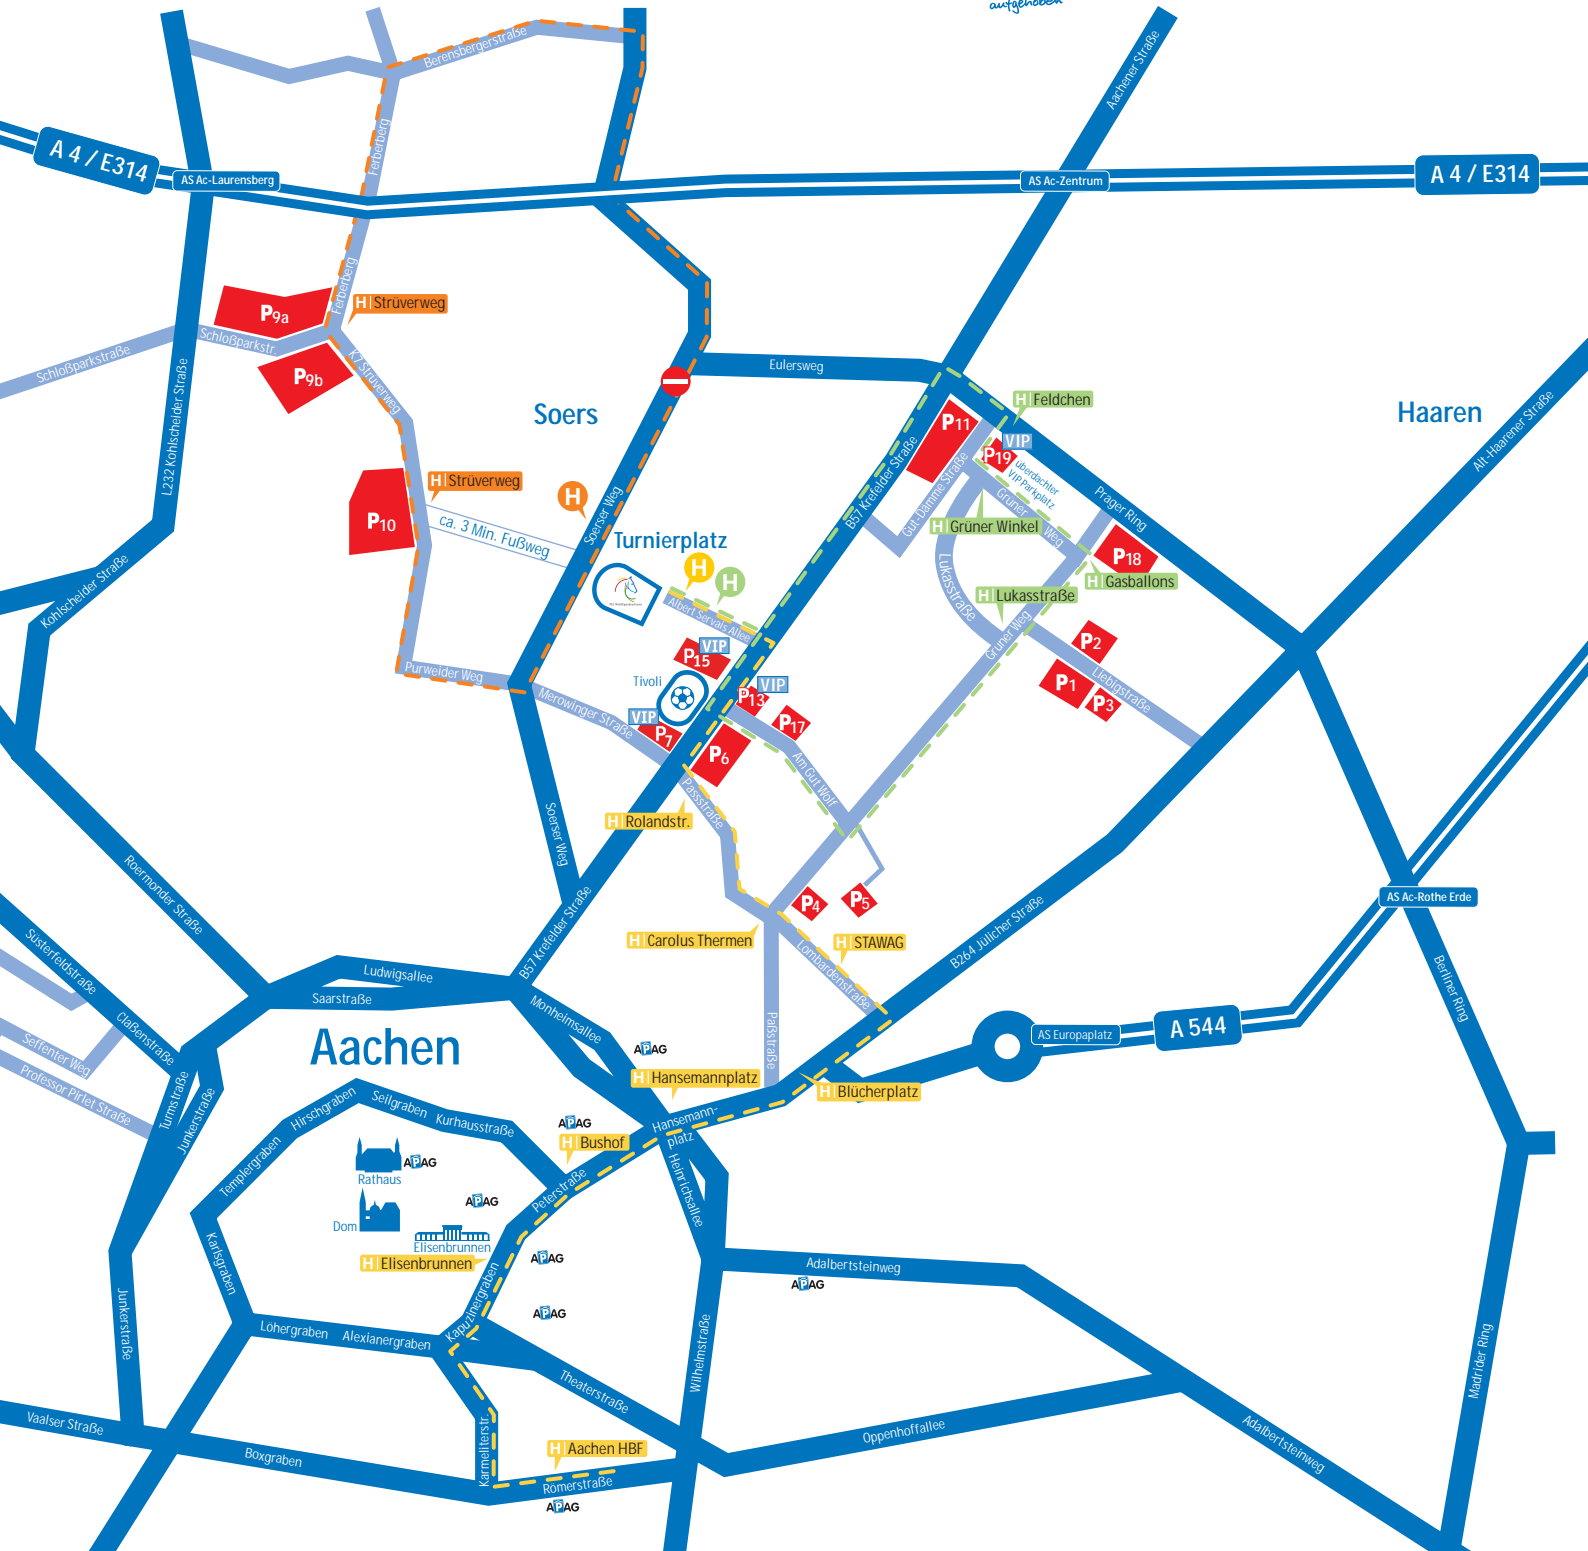 aufgehoben
Aachener Straße
Berensbergerstraße
Ferberberg
A 4 / E314
AS Ac-Laurensberg
AS Ac-Zentrum
A 4 / E314
Ferberberg
H Strüverweg
P9a
Schloßparkstr.
Schloßparkstraße
P9b
K7 Strüverweg
L232 Kohlscheider Straße
Eulersweg
Soers
Haaren
H Feldchen
P11
VIP
P19
überdachter
VIP Parkplatz
Alt-Haarener Straße
B57 Krefelder Straße
Gut-Damme Straße
Prager Ring
H Strüverweg
H
P10
ca. 3 Min. Fußweg
Soerser Weg
Turnierplatz
H
H
Albert Servais Allee
Grüner
Weg
H Grüner Winkel
P18
H Gasballons
Lukasstraße
H Lukasstraße
Grüner Weg
Kohlscheider Straße
P2
P1
P3
Liebigstraße
VIP
P15
Tivoli
VIP
P13
VIP
P7
P17
P6
Purweider Weg
Merowinger Straße
Am Gut Wolf
Passstraße
H Rolandstr.
Soerser Weg
Roermonder Straße
B57 Krefelder Straße
P4
P5
H Carolus Thermen
H STAWAG
Lombardenstraße
B264 Jülicher Straße
AS Ac-Rothe Erde
Berliner Ring
Süsterfeldstraße
Ludwigsallee
Saarstraße
Monheimsallee
Claßenstraße
Seffenter Weg
Professor Pirlet Straße
Aachen
APAG
Paßstraße
AS Europaplatz
A 544
Turmstraße
Junkerstraße
H Hansemannplatz
H Blücherplatz
Hirschgraben
Seilgraben
Kurhausstraße
APAG
Hansemann-
platz
H Bushof
Templergraben
Rathaus
APAG
Peterstraße
Heinrichsallee
APAG
Dom
Elisenbrunnen
H Elisenbrunnen
APAG
Karlsgraben
Adalbertsteinweg
APAG
Junkerstraße
Löhergraben
Alexianergraben
Kapuzinergraben
APAG
Wilhelmstraße
Theaterstraße
Madrider Ring
Vaalser Straße
Boxgraben
Karmeliterstr.
H Aachen HBF
Römerstraße
APAG
Oppenhoffallee
Adalbertsteinweg